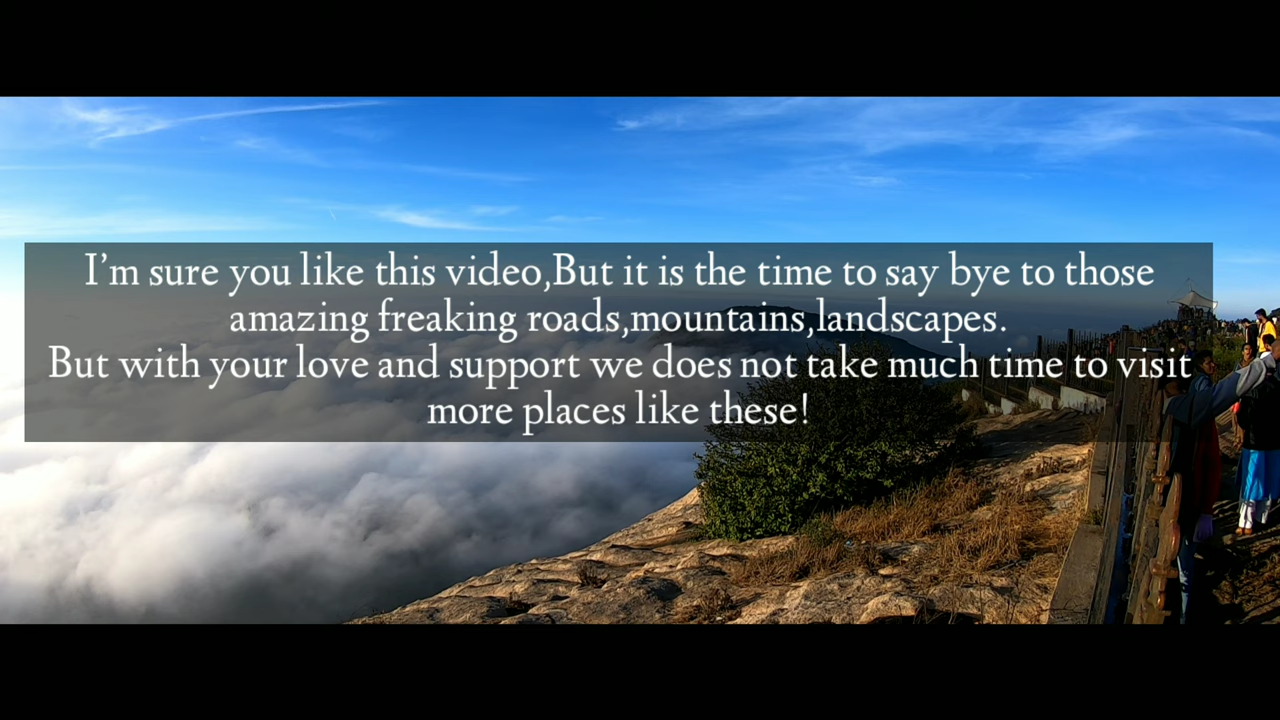 I'm sure you like this video,But it is the time to say bye to those
amazing freaking roads,mountains,landscapes.
But with your love and support we does not take much time to visit
more places like these!